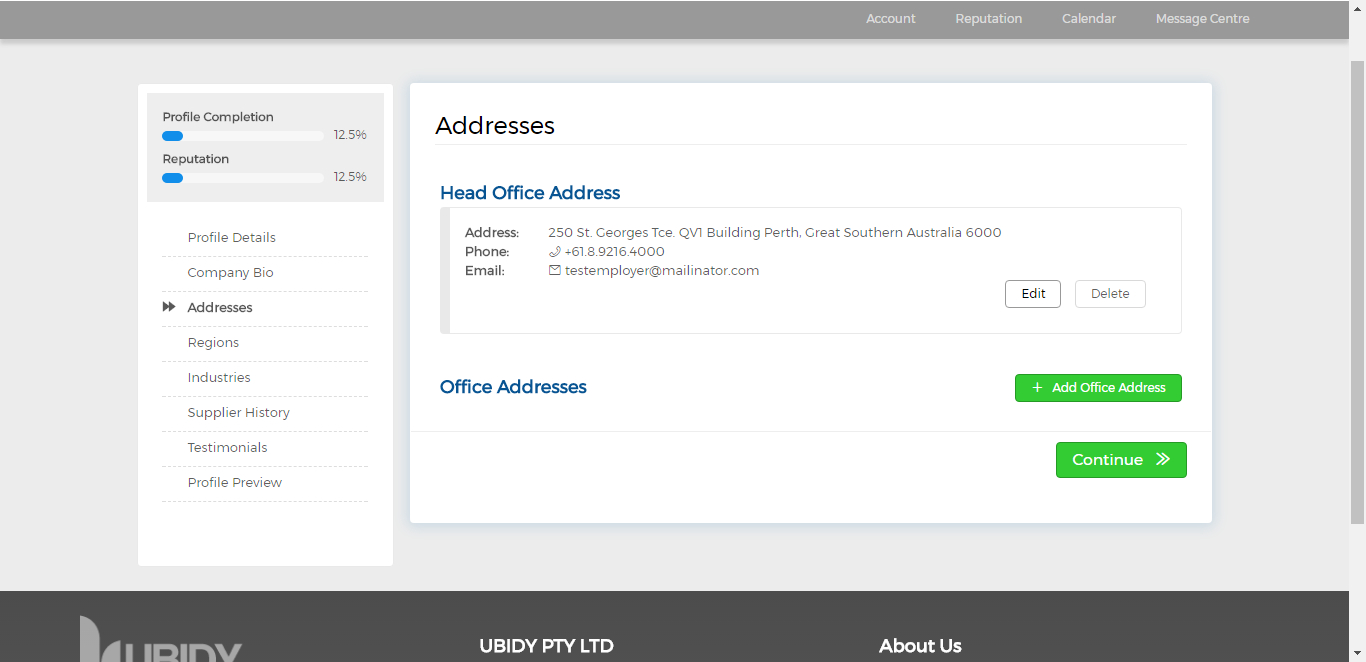 Account Reputation Calendar Message Centre
Profile Completion
12.5%
Reputation
12.5%
Profile Details
Company Bio
Addresses
Regions
Industries
Supplier History
Testimonials
Profile Preview
Addresses
Head Office Address
Address: 250 St. Georges Tce. QV1 Building Perth, Great Southern Australia 6000
Phone: +61.8.9216.4000
Email: testemployer@mailinator.com
Edit Delete
Office Addresses + Add Office Address
Continue
UBIDY
UBIDY PTY LTD
About Us